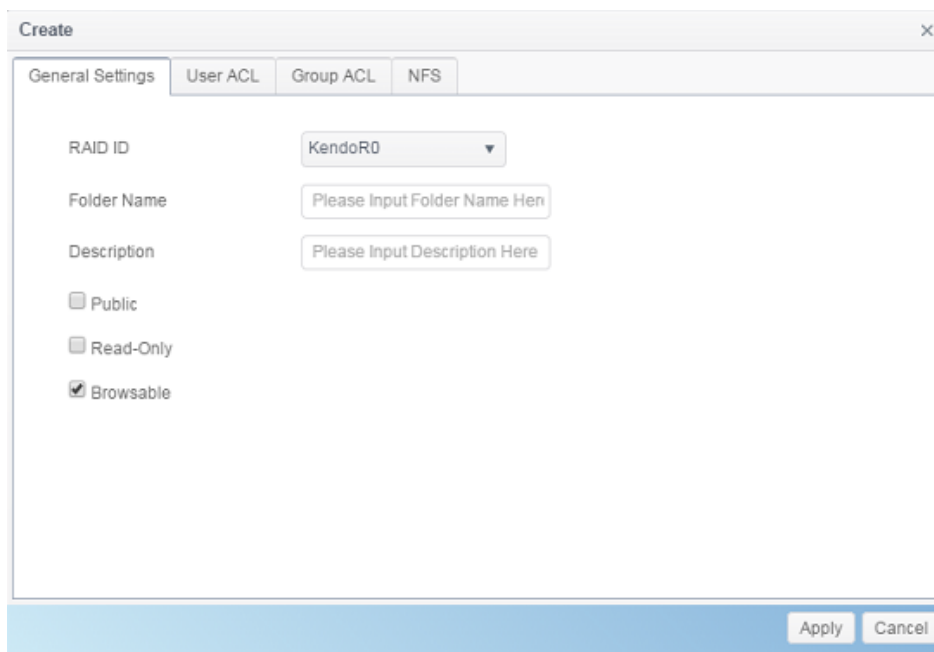 Create
General Settings User ACL Group ACL NFS
RAID ID KendoR0
Folder Name Please Input Folder Name Here
Description Please Input Description Here
Public
Read-Only
Browsable
Apply Cancel